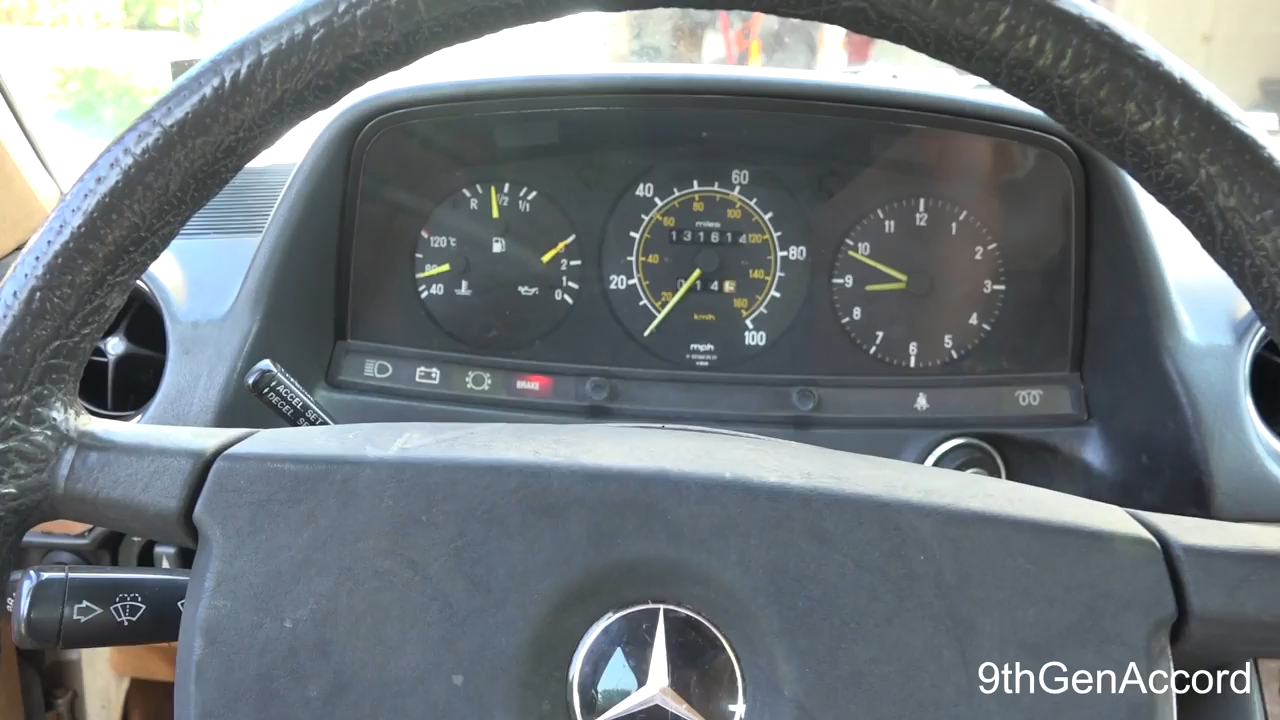 R 1/2 1/1
120°C
80
40
2
1
0
40 60
20 80
100
miles
60 80 100
40 120
20 140
160
131614
014
km/h
mph
12
11 1
10 2
9 3
8 4
7 5
6
BRAKE
ACCEL SET
DECEL
9thGenAccord